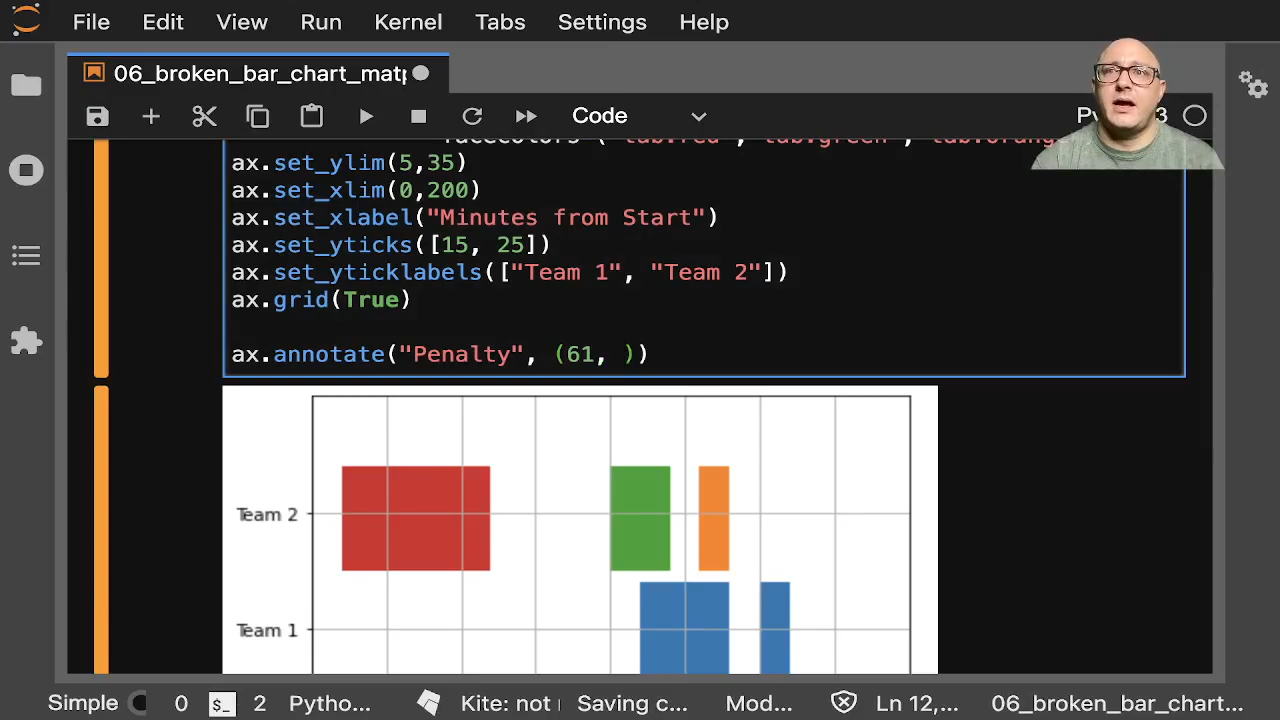 File Edit View Run Kernel Tabs Settings Help
06_broken_bar_chart_matp
Code
3
ax.set_ylim(5,35)
ax.set_xlim(0,200)
ax.set_xlabel("Minutes from Start")
ax.set_yticks([15, 25])
ax.set_yticklabels(["Team 1", "Team 2"])
ax.grid(True)
ax.annotate("Penalty", (61, ))
Team 2
Team 1
Simple 0 $_ 2 Pytho... Kite: not Saving c... Mod... Ln 12,... 06_broken_bar_chart...